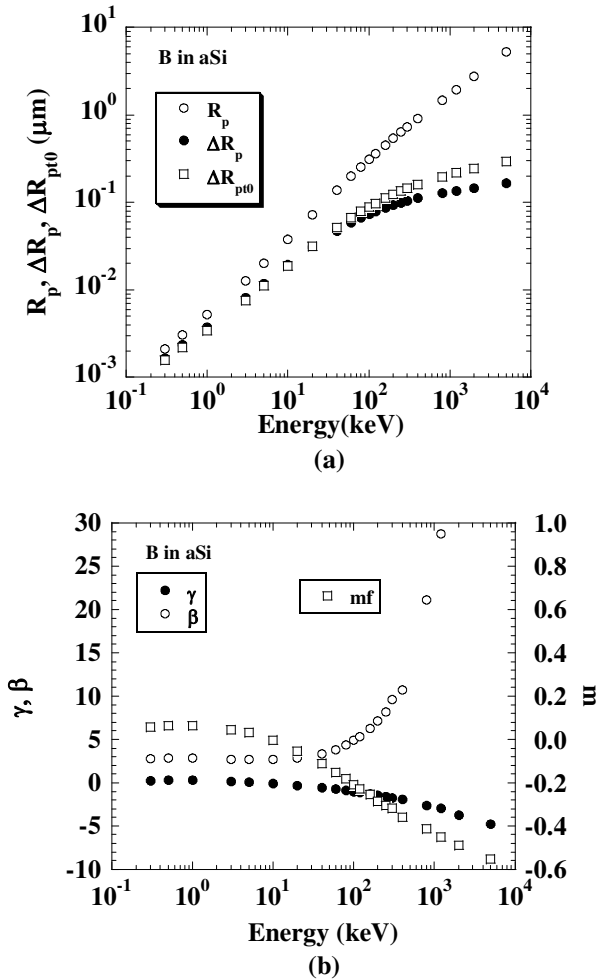 B in aSi
R_p
ΔR_p
ΔR_pt0
R_p, ΔR_p, ΔR_pt0 (μm)
10^1
10^0
10^-1
10^-2
10^-3
10^-1 10^0 10^1 10^2 10^3 10^4
Energy(keV)
(a)
B in aSi
γ
β
mf
γ, β
30
25
20
15
10
5
0
-5
-10
1.0
0.8
0.6
0.4
0.2
0.0
-0.2
-0.4
-0.6
m
10^-1 10^0 10^1 10^2 10^3 10^4
Energy (keV)
(b)